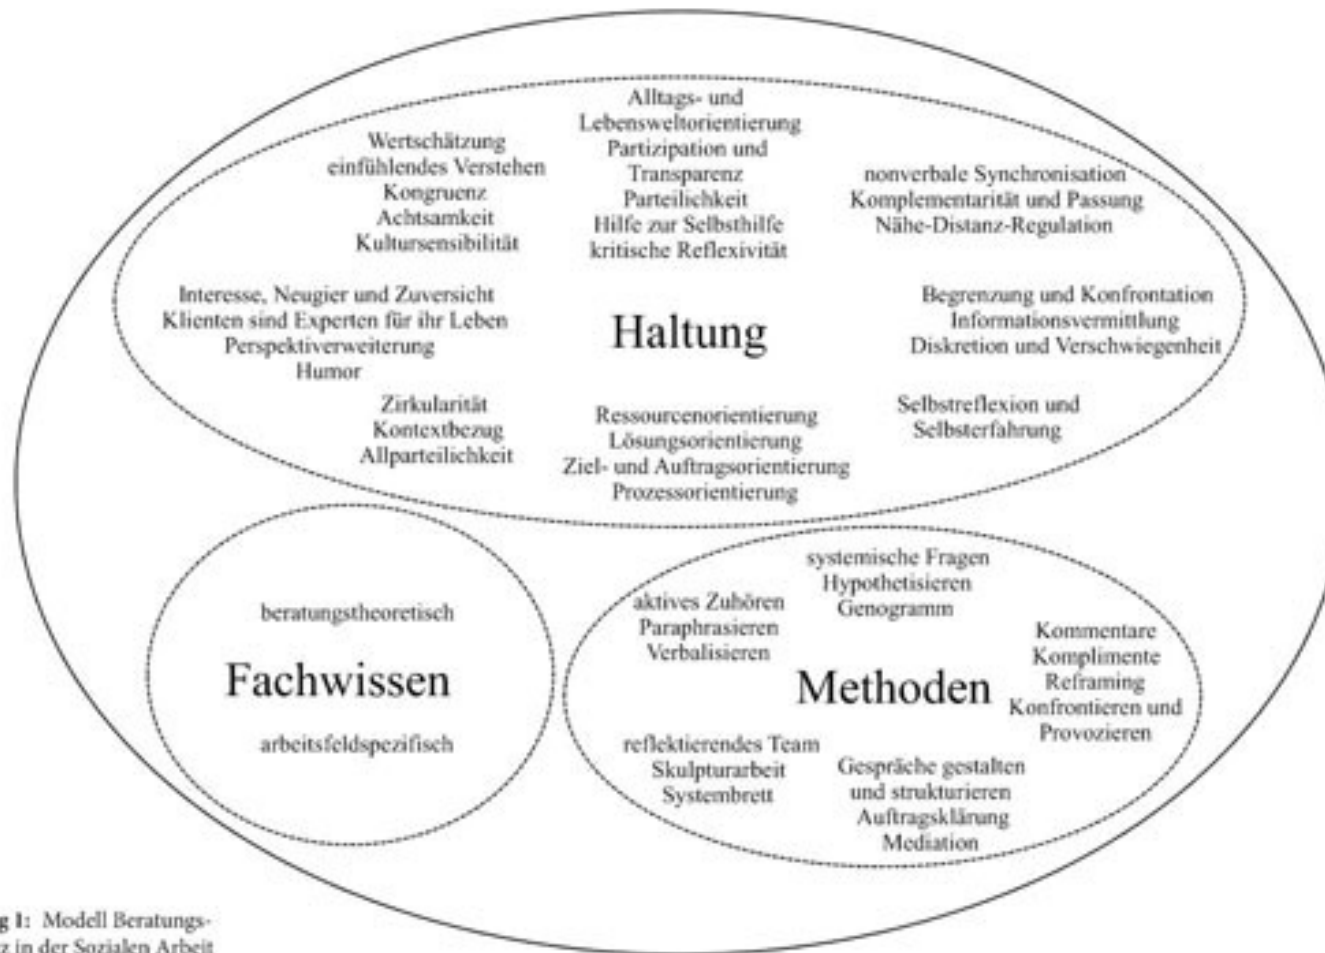 Alltags- und
Lebensweltorientierung
Partizipation und
Transparenz
Parteilichkeit
Hilfe zur Selbsthilfe
kritische Reflexivität
Wertschätzung
einfühlendes Verstehen
Kongruenz
Achtsamkeit
Kultursensibilität
nonverbale Synchronisation
Komplementarität und Passung
Nähe-Distanz-Regulation
Interesse, Neugier und Zuversicht
Klienten sind Experten für ihr Leben
Perspektiverweiterung
Humor
Haltung
Begrenzung und Konfrontation
Informationsvermittlung
Diskretion und Verschwiegenheit
Zirkularität
Kontextbezug
Allparteilichkeit
Ressourcenorientierung
Lösungsorientierung
Ziel- und Auftragsorientierung
Prozessorientierung
Selbstreflexion und
Selbsterfahrung
beratungstheoretisch
Fachwissen
arbeitsfeldspezifisch
systemische Fragen
Hypothetisieren
Genogramm
aktives Zuhören
Paraphrasieren
Verbalisieren
Kommentare
Komplimente
Reframing
Konfrontieren und
Provozieren
Methoden
reflektierendes Team
Skulpturarbeit
Systembrett
Gespräche gestalten
und strukturieren
Auftragsklärung
Mediation
g 1: Modell Beratungs-
z in der Sozialen Arbeit